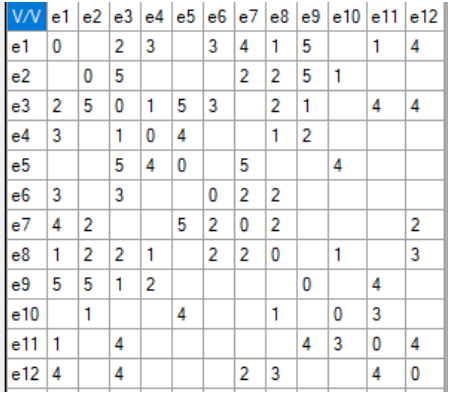 V/V e1 e2 e3 e4 e5 e6 e7 e8 e9 e10 e11 e12
e1 0 2 3 3 4 1 5 1 4
e2 0 5 2 2 5 1
e3 2 5 0 1 5 3 2 1 4 4
e4 3 1 0 4 1 2
e5 5 4 0 5 4
e6 3 3 0 2 2
e7 4 2 5 2 0 2 2
e8 1 2 2 1 2 2 0 1 3
e9 5 5 1 2 0 4
e10 1 4 1 0 3
e11 1 4 4 3 0 4
e12 4 4 2 3 4 0